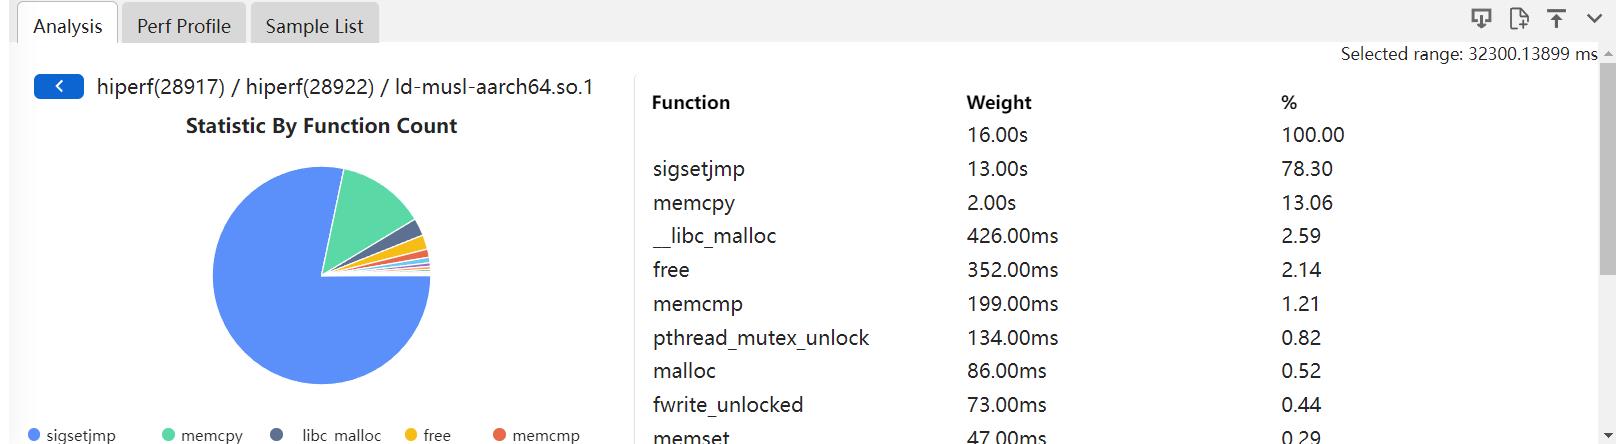 Analysis Perf Profile Sample List
Selected range: 32300.13899 ms
hiperf(28917) / hiperf(28922) / ld-musl-aarch64.so.1
Statistic By Function Count
sigsetjmp memcpy __libc_malloc free memcmp
Function Weight %
16.00s 100.00
sigsetjmp 13.00s 78.30
memcpy 2.00s 13.06
__libc_malloc 426.00ms 2.59
free 352.00ms 2.14
memcmp 199.00ms 1.21
pthread_mutex_unlock 134.00ms 0.82
malloc 86.00ms 0.52
fwrite_unlocked 73.00ms 0.44
memset 47.00ms 0.29